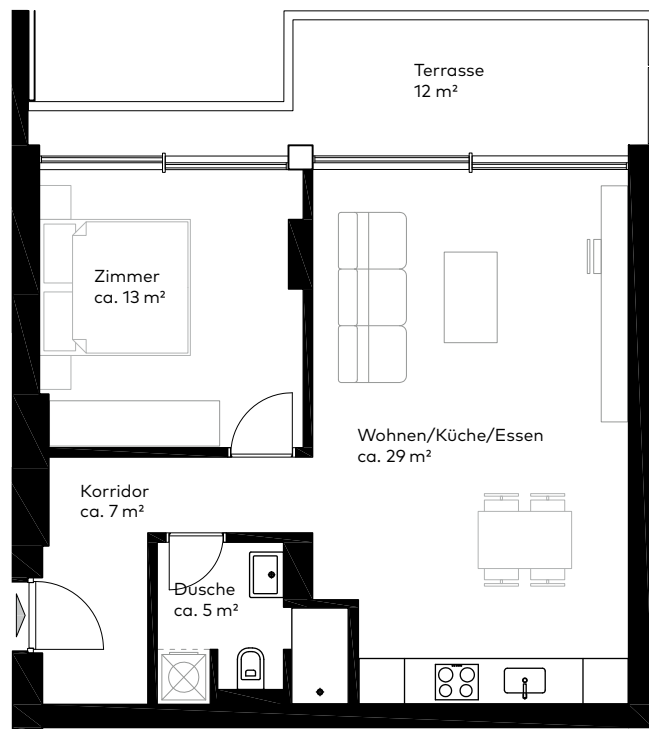 Terrasse
12 m²
Zimmer
ca. 13 m²
Wohnen/Küche/Essen
ca. 29 m²
Korridor
ca. 7 m²
Dusche
ca. 5 m²